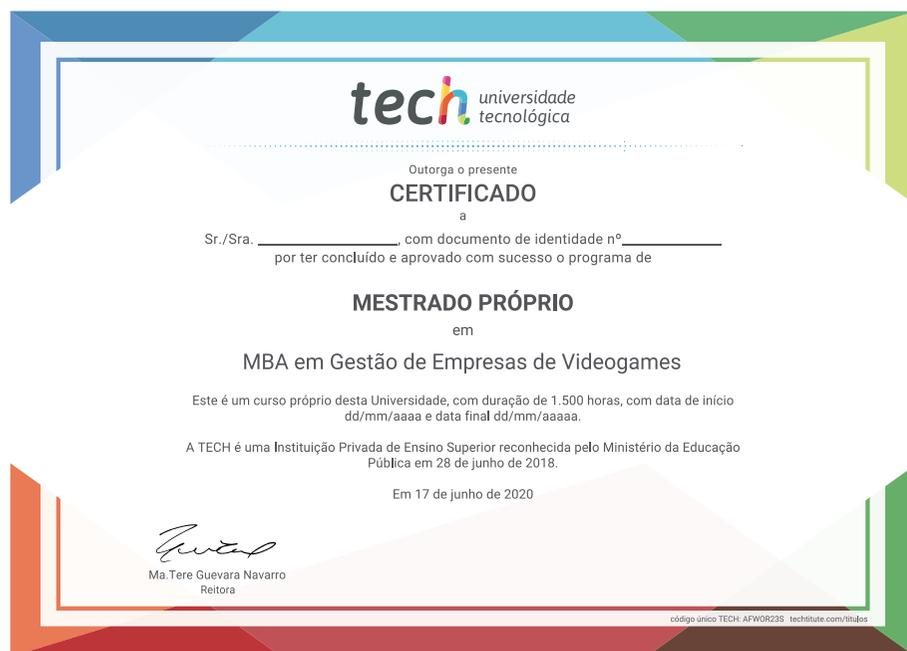 tech universidade
tecnológica
Outorga o presente
CERTIFICADO
a
Sr./Sra. ____________________, com documento de identidade nº______________
por ter concluído e aprovado com sucesso o programa de
MESTRADO PRÓPRIO
em
MBA em Gestão de Empresas de Videogames
Este é um curso próprio desta Universidade, com duração de 1.500 horas, com data de início
dd/mm/aaaa e data final dd/mm/aaaaa.
A TECH é uma Instituição Privada de Ensino Superior reconhecida pelo Ministério da Educação
Pública em 28 de junho de 2018.
Em 17 de junho de 2020
Ma.Tere Guevara Navarro
Reitora
código único TECH: AFWOR23S techtitute.com/titulos